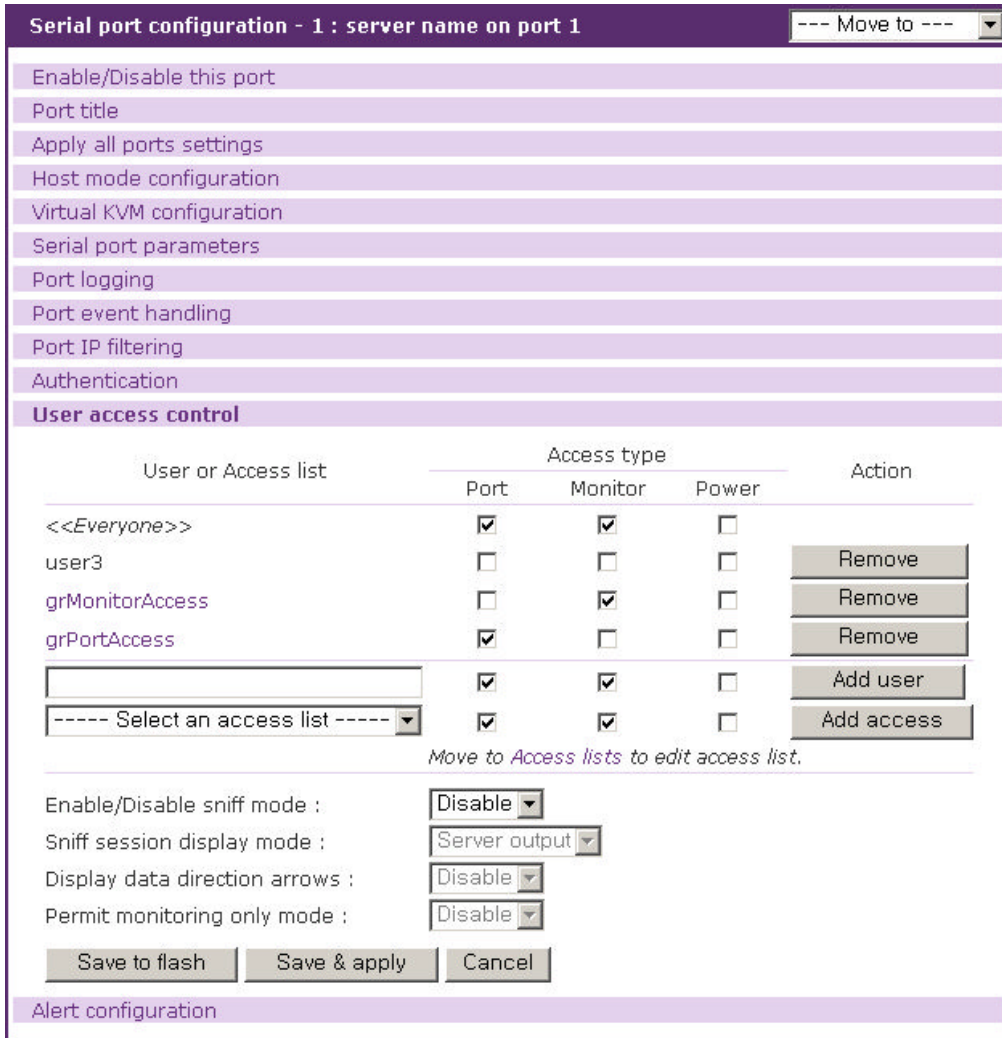 Serial port configuration - 1 : server name on port 1 --- Move to ---
Enable/Disable this port
Port title
Apply all ports settings
Host mode configuration
Virtual KVM configuration
Serial port parameters
Port logging
Port event handling
Port IP filtering
Authentication
User access control
User or Access list Access type Action
Port Monitor Power
<<Everyone>>
user3 Remove
grMonitorAccess Remove
grPortAccess Remove
Add user
----- Select an access list ----- Add access
Move to Access lists to edit access list.
Enable/Disable sniff mode : Disable
Sniff session display mode : Server output
Display data direction arrows : Disable
Permit monitoring only mode : Disable
Save to flash Save & apply Cancel
Alert configuration